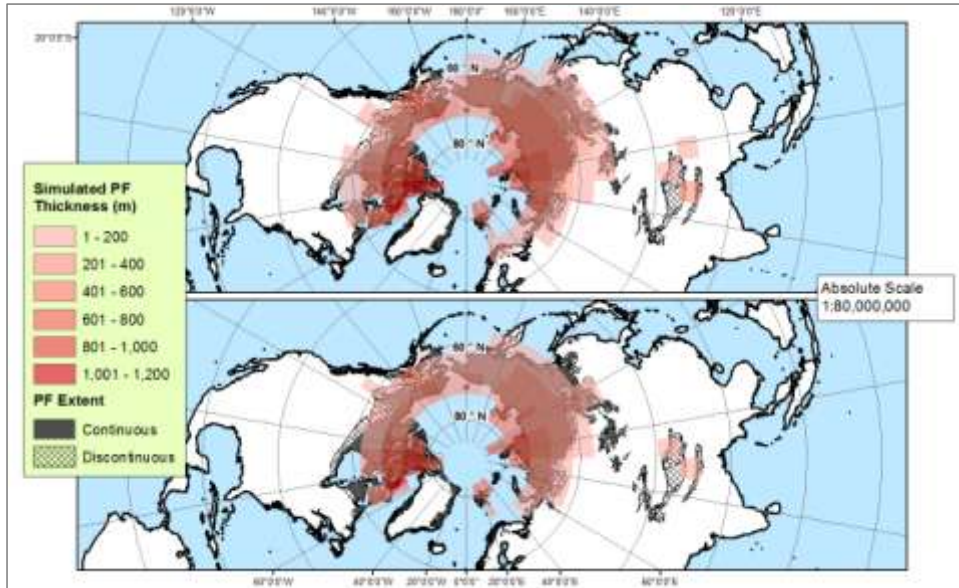 120°0'0"W 140°0'0"W 160°0'0"W 180°0'0" 160°0'0"E 140°0'0"E 120°0'0"E
20°0'0"S
60 ° N
80 ° N
Simulated PF
Thickness (m)
1 - 200
201 - 400
401 - 600
601 - 800
801 - 1,000
1,001 - 1,200
PF Extent
Continuous
Discontinuous
Absolute Scale
1:80,000,000
60 ° N
80 ° N
60°0'0"W 40°0'0"W 20°0'0"W 0°0'0" 20°0'0"E 40°0'0"E 60°0'0"E